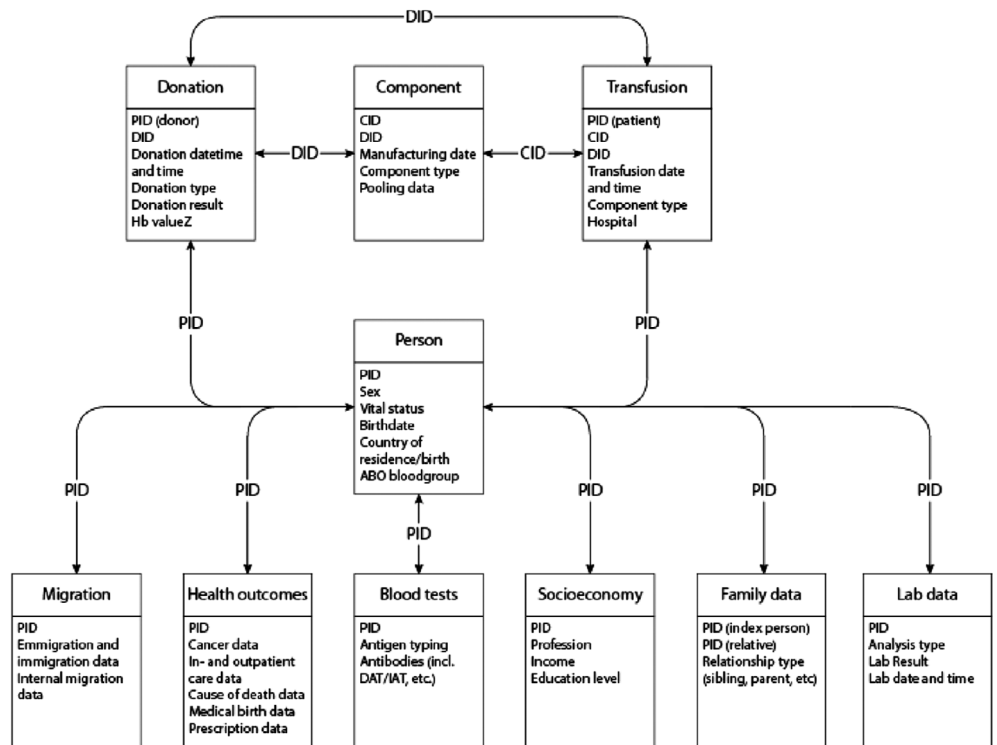 DID
Donation
PID (donor)
DID
Donation datetime
and time
Donation type
Donation result
Hb valueZ
DID
Component
CID
DID
Manufacturing date
Component type
Pooling data
CID
Transfusion
PID (patient)
CID
DID
Transfusion date
and time
Component type
Hospital
PID
PID
Person
PID
Sex
Vital status
Birthdate
Country of
residence/birth
ABO bloodgroup
PID
PID
PID
PID
PID
PID
Migration
PID
Emmigration and
immigration data
Internal migration
data
Health outcomes
PID
Cancer data
In- and outpatient
care data
Cause of death data
Medical birth data
Prescription data
Blood tests
PID
Antigen typing
Antibodies (incl.
DAT/IAT, etc.)
Socioeconomy
PID
Profession
Income
Education level
Family data
PID (index person)
PID (relative)
Relationship type
(sibling, parent, etc)
Lab data
PID
Analysis type
Lab Result
Lab date and time